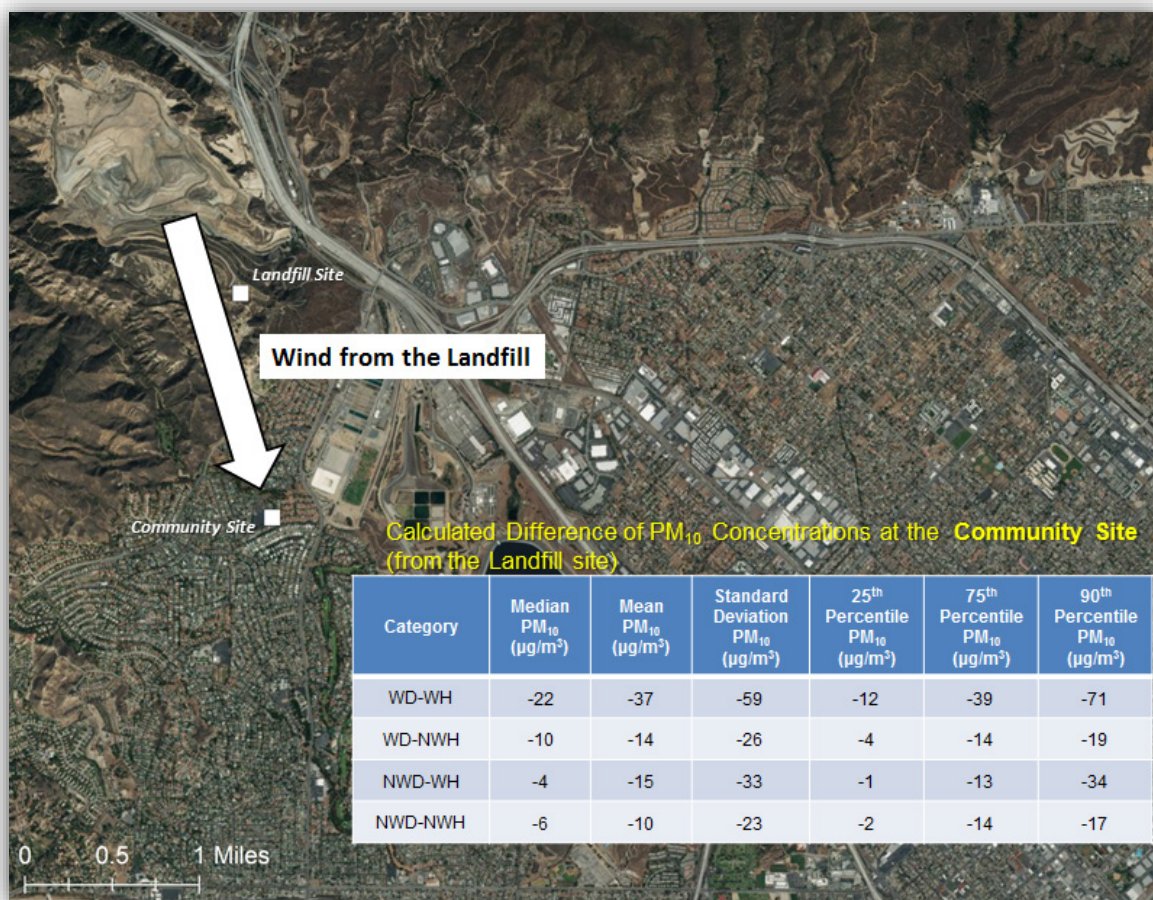 Landfill Site
Wind from the Landfill
Community Site
Calculated Difference of PM₁₀ Concentrations at the Community Site
(from the Landfill site)
Category
Median
PM₁₀
(µg/m³)
Mean
PM₁₀
(µg/m³)
Standard
Deviation
PM₁₀
(µg/m³)
25th
Percentile
PM₁₀
(µg/m³)
75th
Percentile
PM₁₀
(µg/m³)
90th
Percentile
PM₁₀
(µg/m³)
WD-WH -22 -37 -59 -12 -39 -71
WD-NWH -10 -14 -26 -4 -14 -19
NWD-WH -4 -15 -33 -1 -13 -34
NWD-NWH -6 -10 -23 -2 -14 -17
0 0.5 1 Miles